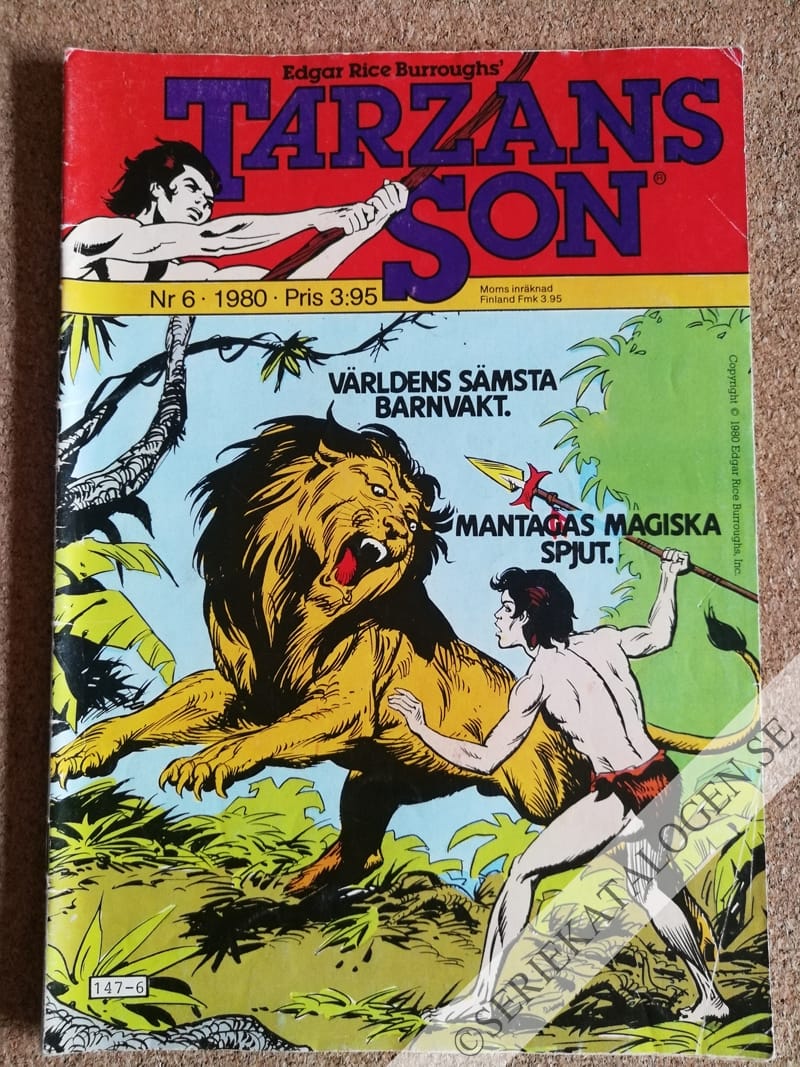 Edgar Rice Burroughs'
TARZANS
SON®
Nr 6 · 1980 · Pris 3:95
Moms inräknad
Finland Fmk 3.95
VÄRLDENS SÄMSTA
BARNVAKT.
MANTAGAS MAGISKA
SPJUT.
Copyright © 1980 Edgar Rice Burroughs, Inc.
147-6
©SERIEKATALOGEN.SE